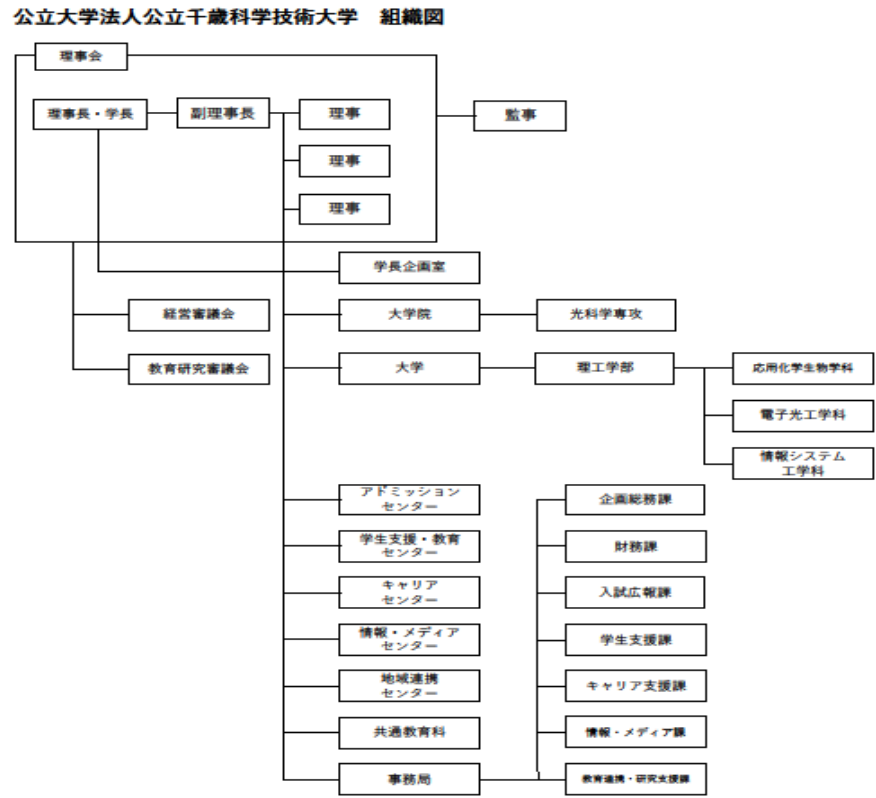 公立大学法人公立千歳科学技術大学　組織図
理事会
理事長・学長
副理事長
理事
監事
理事
理事
学長企画室
経営審議会
大学院
光科学専攻
教育研究審議会
大学
理工学部
応用化学生物学科
電子光工学科
情報システム
工学科
アドミッション
センター
企画総務課
学生支援・教育
センター
財務課
キャリア
センター
入試広報課
情報・メディア
センター
学生支援課
地域連携
センター
キャリア支援課
共通教育科
情報・メディア課
事務局
教育連携・研究支援課